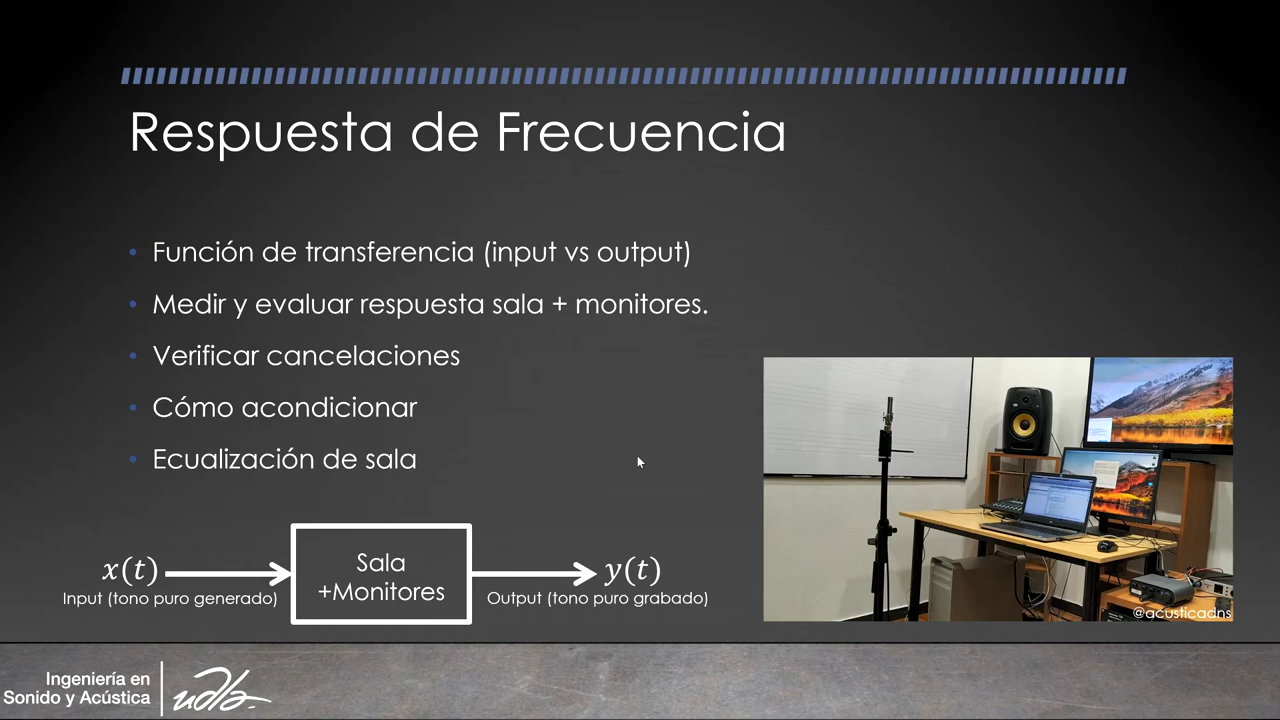 Respuesta de Frecuencia
• Función de transferencia (input vs output)
• Medir y evaluar respuesta sala + monitores.
• Verificar cancelaciones
• Cómo acondicionar
• Ecualización de sala
x(t)
Input (tono puro generado)
Sala
+Monitores
y(t)
Output (tono puro grabado)
@acusticadns
Ingeniería en
Sonido y Acústica
udla